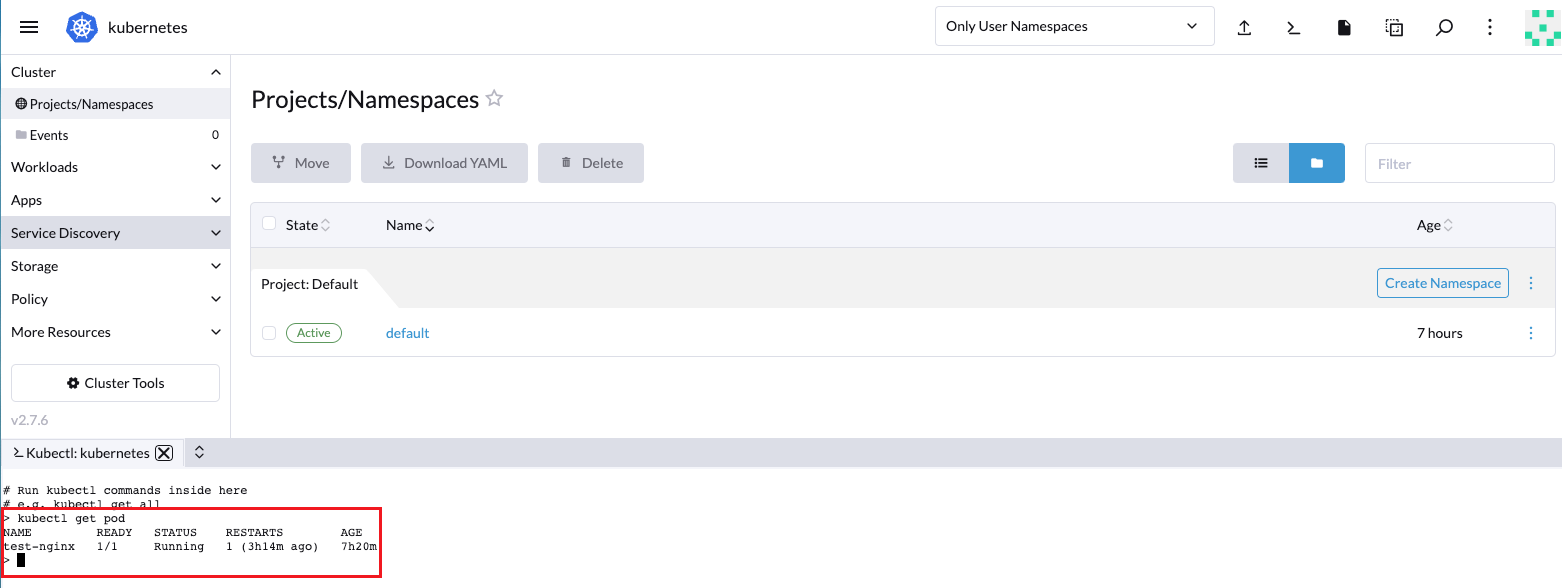 kubernetes
Only User Namespaces
Cluster
Projects/Namespaces
Events 0
Workloads
Apps
Service Discovery
Storage
Policy
More Resources
Cluster Tools
v2.7.6
Projects/Namespaces
Move Download YAML Delete Filter
State Name Age
Project: Default Create Namespace
Active default 7 hours
Kubectl: kubernetes
# Run kubectl commands inside here
# e.g. kubectl get all
> kubectl get pod
NAME READY STATUS RESTARTS AGE
test-nginx 1/1 Running 1 (3h14m ago) 7h20m
>